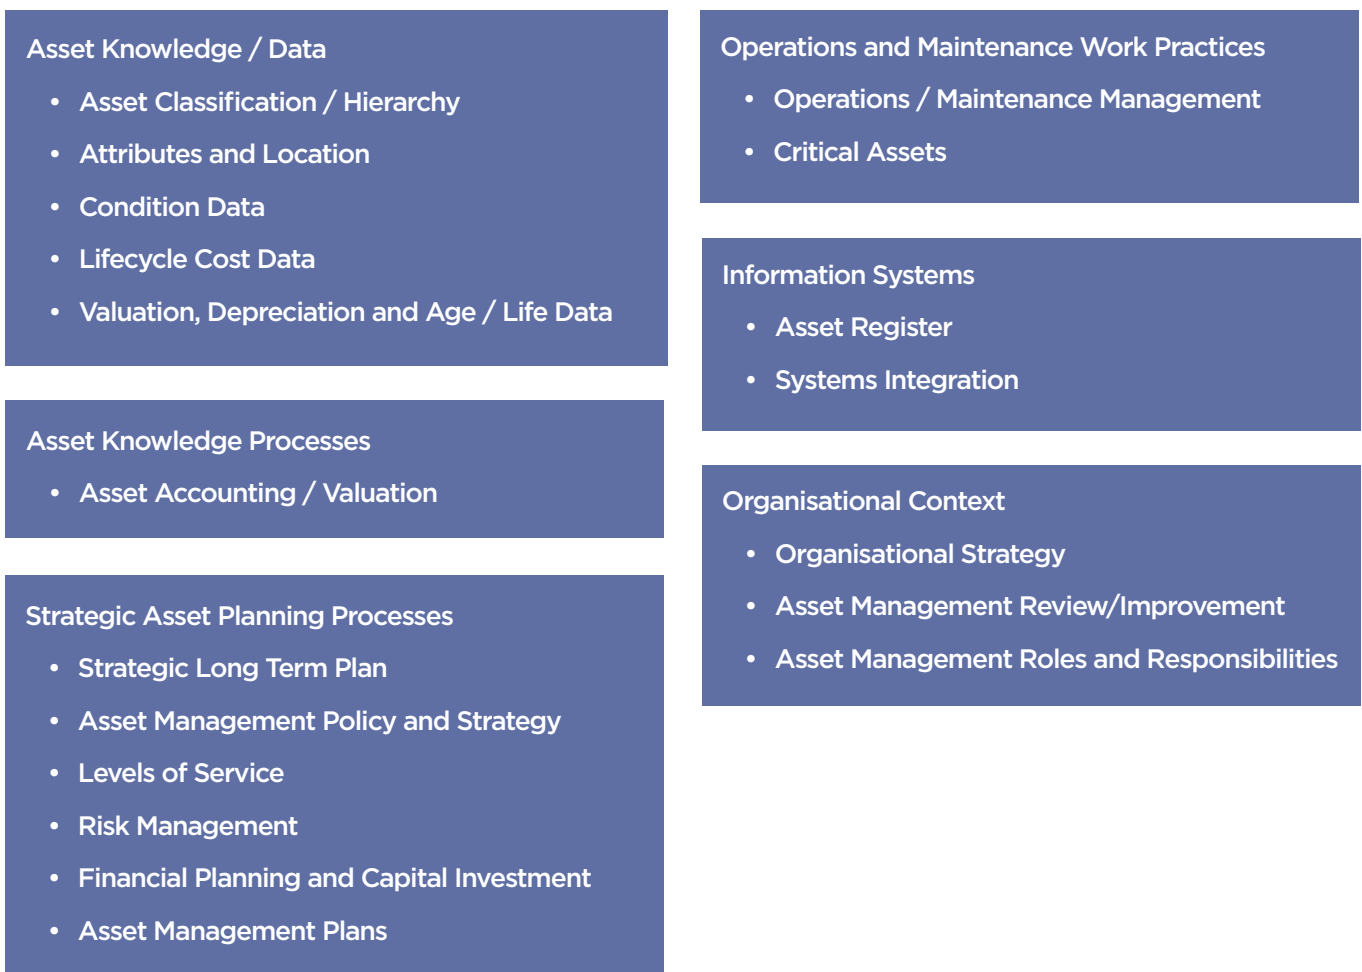 Asset Knowledge / Data
• Asset Classification / Hierarchy
• Attributes and Location
• Condition Data
• Lifecycle Cost Data
• Valuation, Depreciation and Age / Life Data
Asset Knowledge Processes
• Asset Accounting / Valuation
Strategic Asset Planning Processes
• Strategic Long Term Plan
• Asset Management Policy and Strategy
• Levels of Service
• Risk Management
• Financial Planning and Capital Investment
• Asset Management Plans
Operations and Maintenance Work Practices
• Operations / Maintenance Management
• Critical Assets
Information Systems
• Asset Register
• Systems Integration
Organisational Context
• Organisational Strategy
• Asset Management Review/Improvement
• Asset Management Roles and Responsibilities